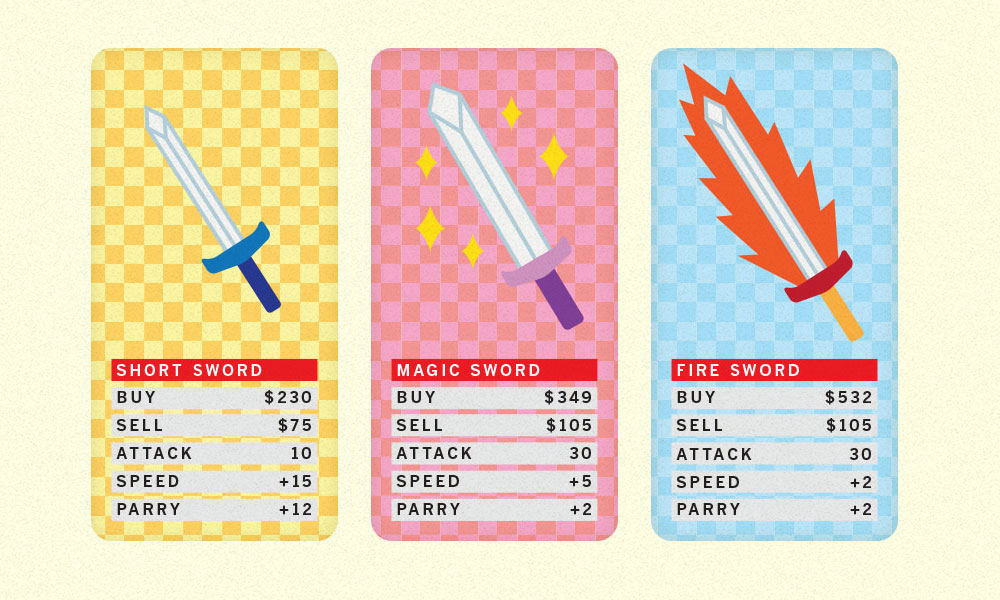 SHORT SWORD
BUY $230
SELL $75
ATTACK 10
SPEED +15
PARRY +12
MAGIC SWORD
BUY $349
SELL $105
ATTACK 30
SPEED +5
PARRY +2
FIRE SWORD
BUY $532
SELL $105
ATTACK 30
SPEED +2
PARRY +2